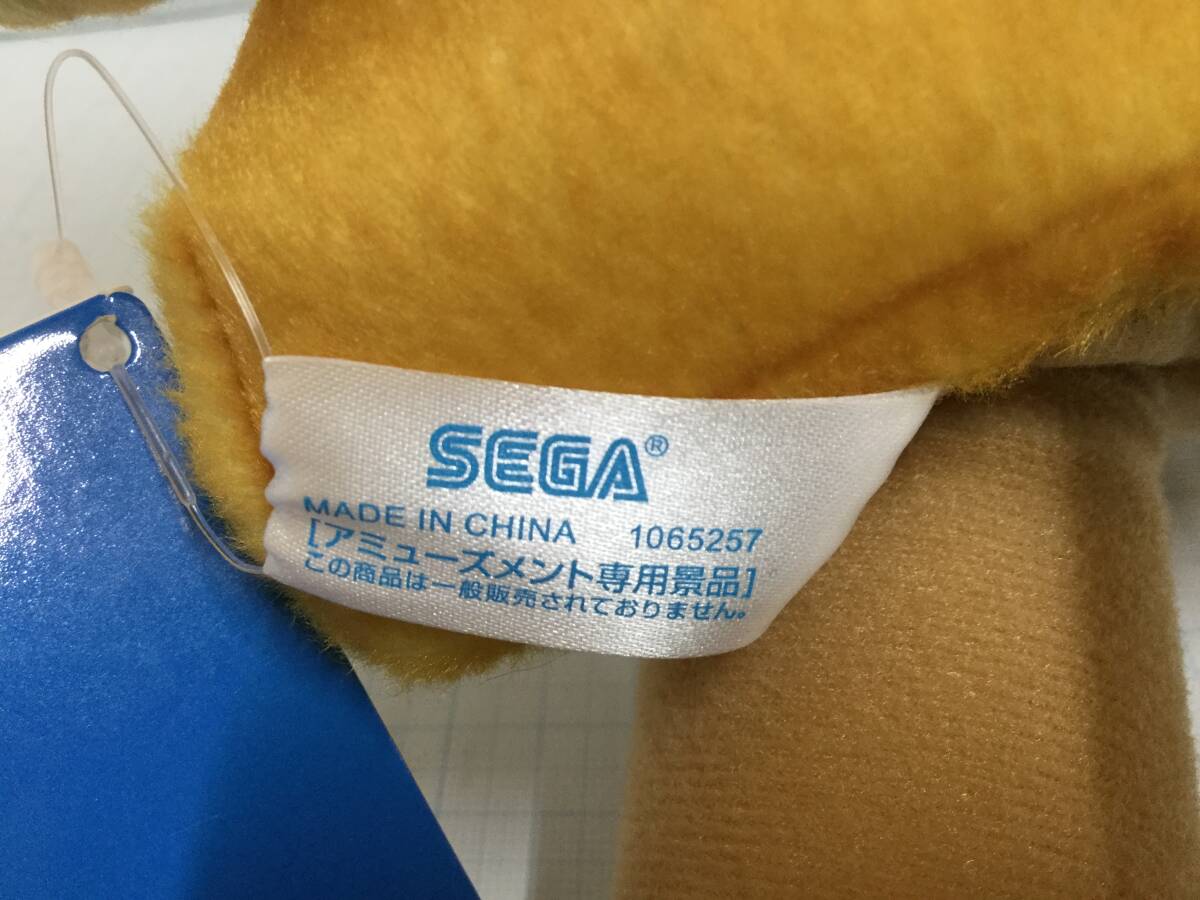 SEGA®
MADE IN CHINA 1065257
[アミューズメント専用景品]
この商品は一般販売されておりません。